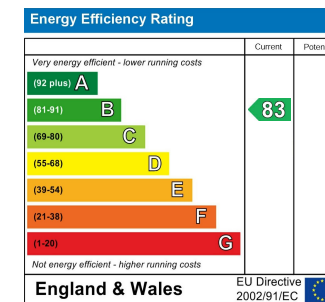 Energy Efficiency Rating
Current
Very energy efficient - lower running costs
(92 plus) A
(81-91) B
83
(69-80) C
(55-68) D
(39-54) E
(21-38) F
(1-20) G
Not energy efficient - higher running costs
England & Wales
EU Directive
2002/91/EC